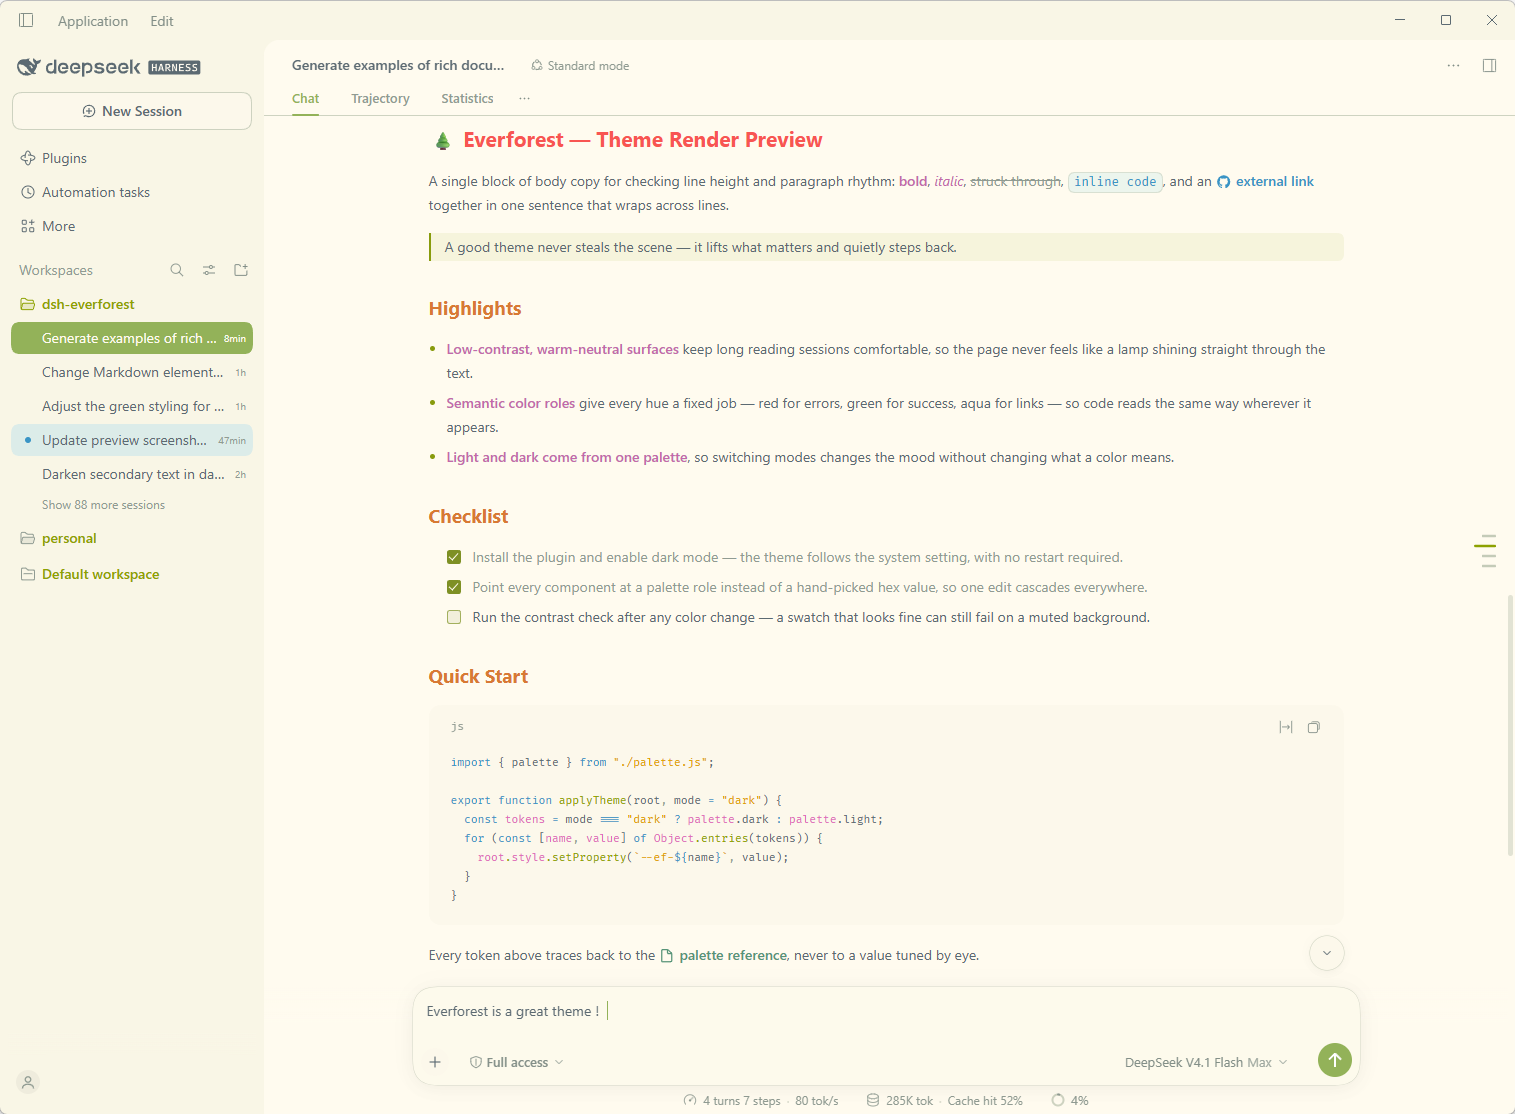 Application Edit
deepseek HARNESS
New Session
Plugins
Automation tasks
More
Workspaces
dsh-everforest
Generate examples of rich ... 8min
Change Markdown element... 1h
Adjust the green styling for ... 1h
Update preview screensh... 47min
Darken secondary text in da... 2h
Show 88 more sessions
personal
Default workspace
Generate examples of rich docu... Standard mode
Chat Trajectory Statistics ...
Everforest — Theme Render Preview
A single block of body copy for checking line height and paragraph rhythm: bold, italic, struck through, inline code, and an external link
together in one sentence that wraps across lines.
A good theme never steals the scene — it lifts what matters and quietly steps back.
Highlights
• Low-contrast, warm-neutral surfaces keep long reading sessions comfortable, so the page never feels like a lamp shining straight through the
text.
• Semantic color roles give every hue a fixed job — red for errors, green for success, aqua for links — so code reads the same way wherever it
appears.
• Light and dark come from one palette, so switching modes changes the mood without changing what a color means.
Checklist
Install the plugin and enable dark mode — the theme follows the system setting, with no restart required.
Point every component at a palette role instead of a hand-picked hex value, so one edit cascades everywhere.
Run the contrast check after any color change — a swatch that looks fine can still fail on a muted background.
Quick Start
js
import { palette } from "./palette.js";
export function applyTheme(root, mode = "dark") {
const tokens = mode === "dark" ? palette.dark : palette.light;
for (const [name, value] of Object.entries(tokens)) {
root.style.setProperty(`--ef-${name}`, value);
}
}
Every token above traces back to the palette reference, never to a value tuned by eye.
Everforest is a great theme !
Full access
DeepSeek V4.1 Flash Max
4 turns 7 steps · 80 tok/s 285K tok · Cache hit 52% 4%